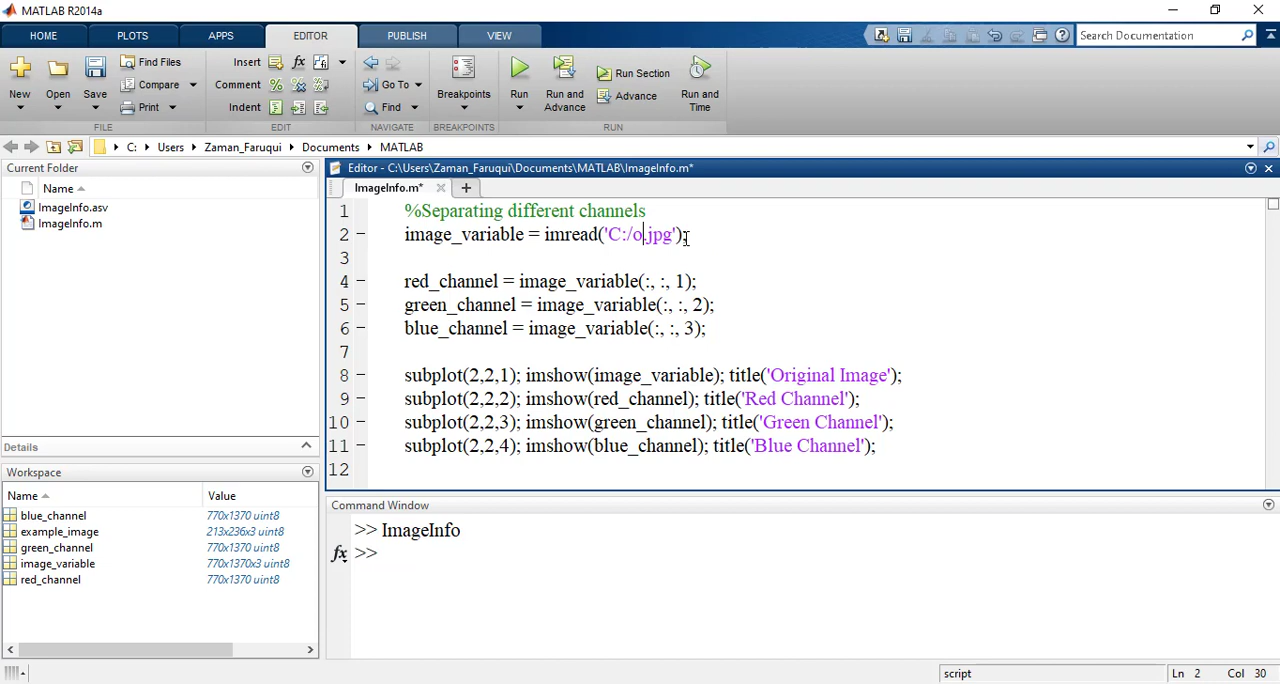 MATLAB R2014a
HOME PLOTS APPS EDITOR PUBLISH VIEW Search Documentation
New Open Save Find Files Compare Print Insert fx Comment % Indent Go To Find Breakpoints Run Run and Advance Run Section Advance Run and Time
FILE EDIT NAVIGATE BREAKPOINTS RUN
C: Users Zaman_Faruqui Documents MATLAB
Current Folder
Name
ImageInfo.asv
ImageInfo.m
Details
Workspace
Name Value
blue_channel 770x1370 uint8
example_image 213x236x3 uint8
green_channel 770x1370 uint8
image_variable 770x1370x3 uint8
red_channel 770x1370 uint8
Editor - C:\Users\Zaman_Faruqui\Documents\MATLAB\ImageInfo.m*
ImageInfo.m*
1 %Separating different channels
2 – image_variable = imread('C:/o.jpg');
3
4 – red_channel = image_variable(:, :, 1);
5 – green_channel = image_variable(:, :, 2);
6 – blue_channel = image_variable(:, :, 3);
7
8 – subplot(2,2,1); imshow(image_variable); title('Original Image');
9 – subplot(2,2,2); imshow(red_channel); title('Red Channel');
10 – subplot(2,2,3); imshow(green_channel); title('Green Channel');
11 – subplot(2,2,4); imshow(blue_channel); title('Blue Channel');
12
Command Window
>> ImageInfo
fx >>
script Ln 2 Col 30